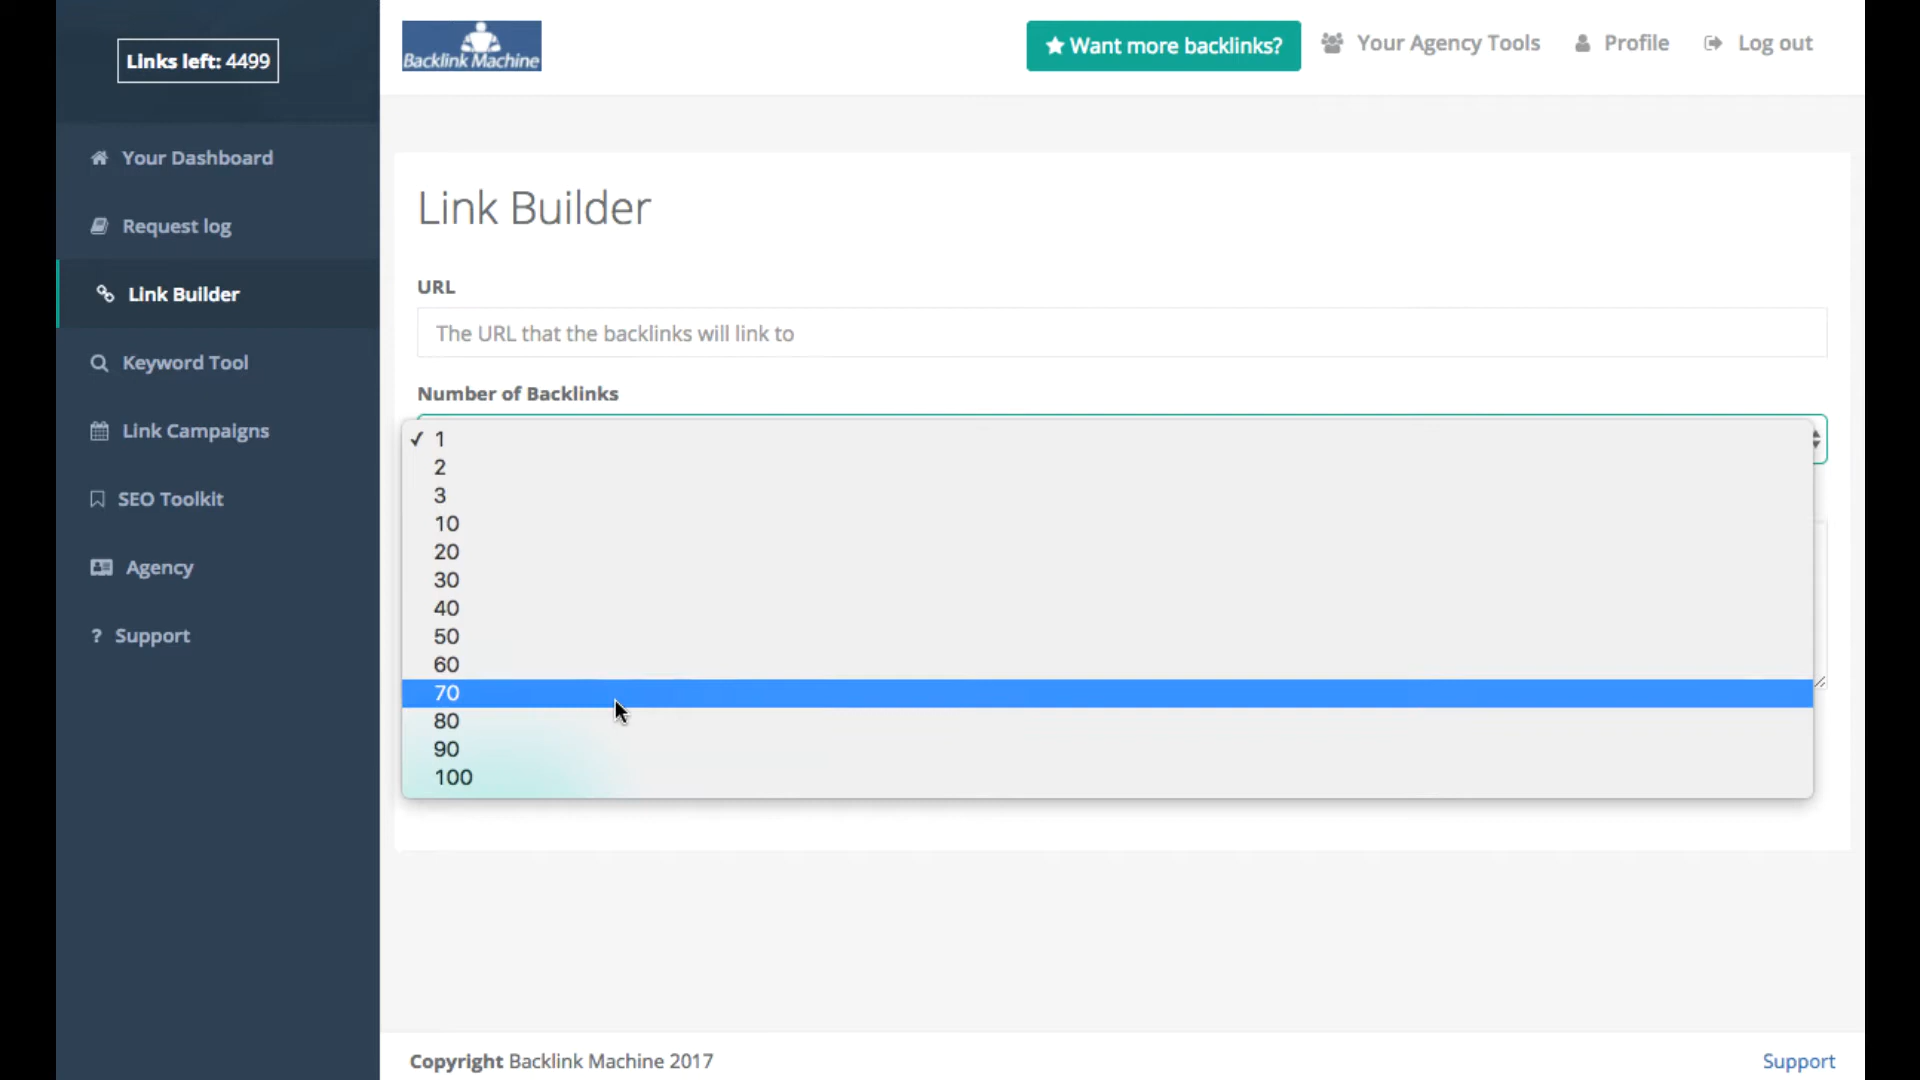 Links left: 4499
Backlink Machine
Want more backlinks?
Your Agency Tools
Profile
Log out
Your Dashboard
Request log
Link Builder
Keyword Tool
Link Campaigns
SEO Toolkit
Agency
? Support
Link Builder
URL
The URL that the backlinks will link to
Number of Backlinks
✓ 1
2
3
10
20
30
40
50
60
70
80
90
100
Copyright Backlink Machine 2017
Support